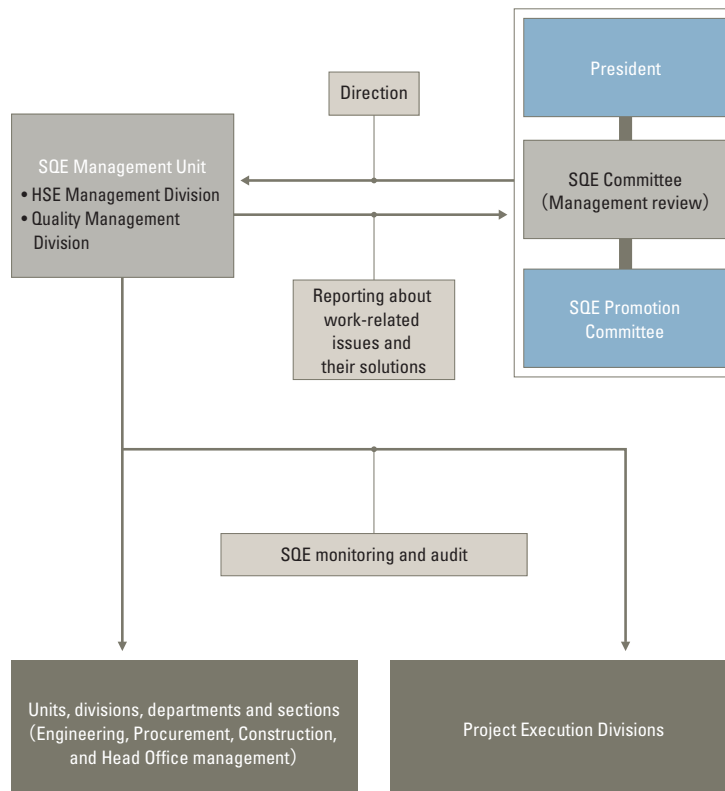 President
Direction
SQE Management Unit
• HSE Management Division
• Quality Management
Division
SQE Committee
(Management review)
Reporting about
work-related
issues and
their solutions
SQE Promotion
Committee
SQE monitoring and audit
Units, divisions, departments and sections
(Engineering, Procurement, Construction,
and Head Office management)
Project Execution Divisions